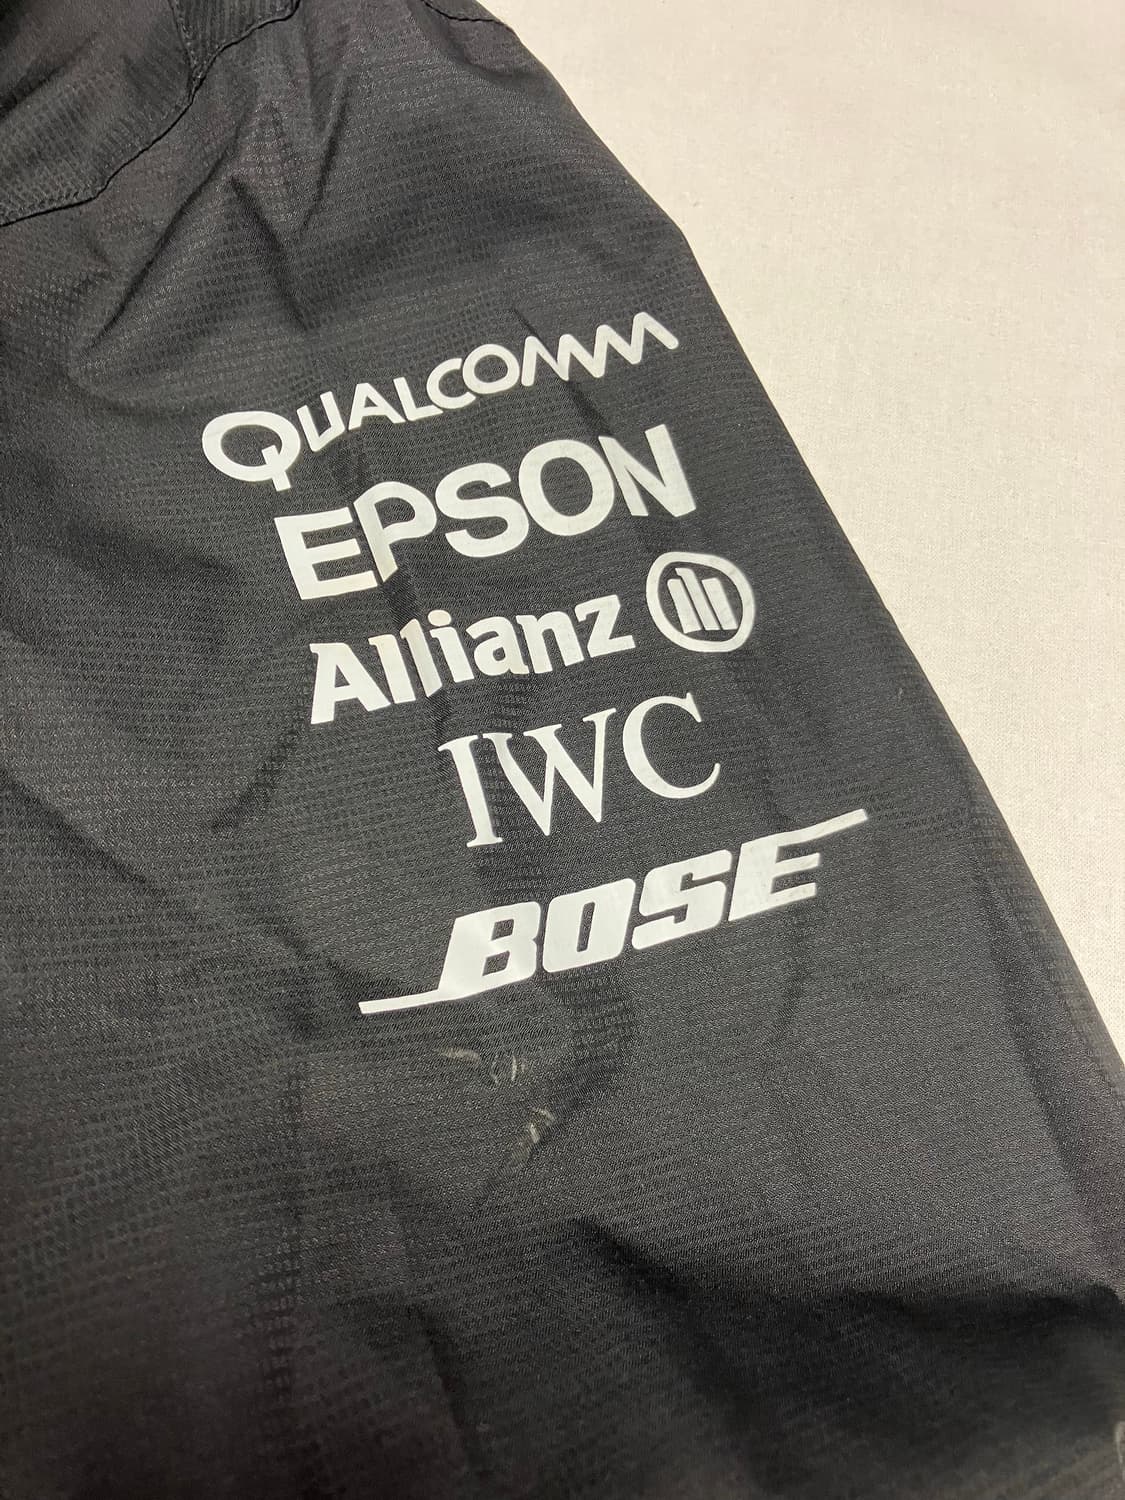 QUALCOMM
EPSON
Allianz
IWC
BOSE